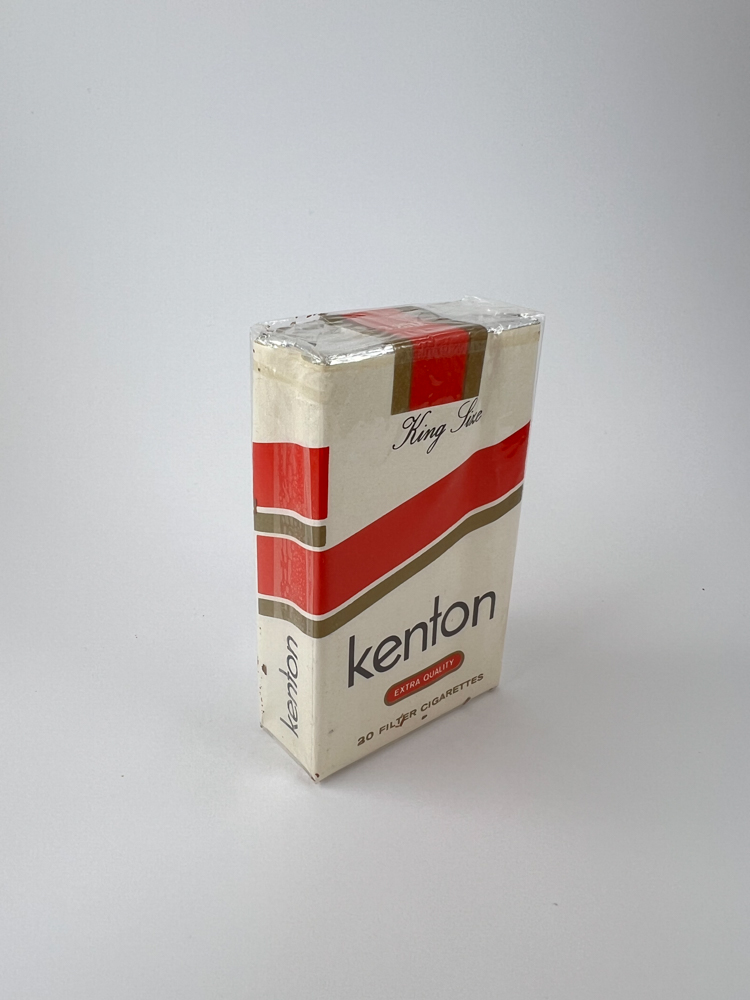 King Size
kenton
EXTRA QUALITY
20 FILTER CIGARETTES
kenton